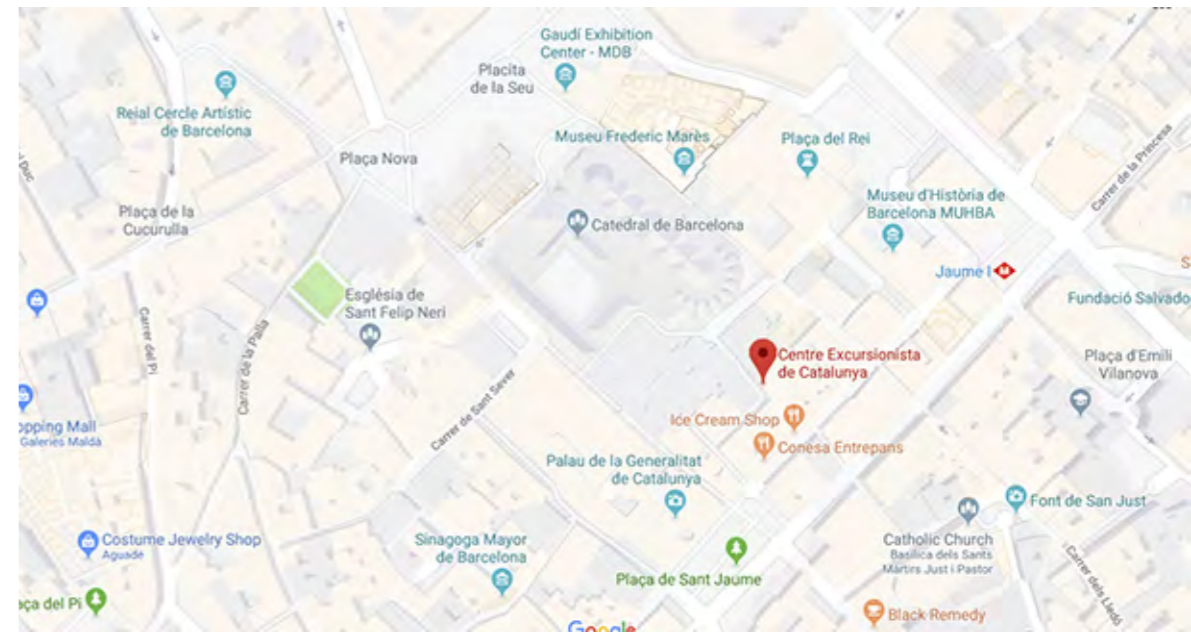 Gaudí Exhibition
Center - MDB
Placita
de la Seu
Reial Cercle Artístic
de Barcelona
Museu Frederic Marès
Plaça del Rei
Carrer de la Princesa
Plaça Nova
Duc
Plaça de la
Cucurulla
Museu d'Història de
Barcelona MUHBA
Catedral de Barcelona
Jaume I
S
Fundació Salvado
Església de
Sant Felip Neri
Carrer del Pi
Carrer de la Palla
Carrer de Sant Sever
Centre Excursionista
de Catalunya
Plaça d'Emili
Vilanova
Ice Cream Shop
opping Mall
Galeries Maldà
Conesa Entrepans
Palau de la Generalitat
de Catalunya
Font de San Just
Costume Jewelry Shop
Aguadé
Sinagoga Mayor
de Barcelona
Catholic Church
Basílica dels Sants
Màrtirs Just i Pastor
Plaça de Sant Jaume
Carrer dels Lledó
aça del Pi
Black Remedy
Google